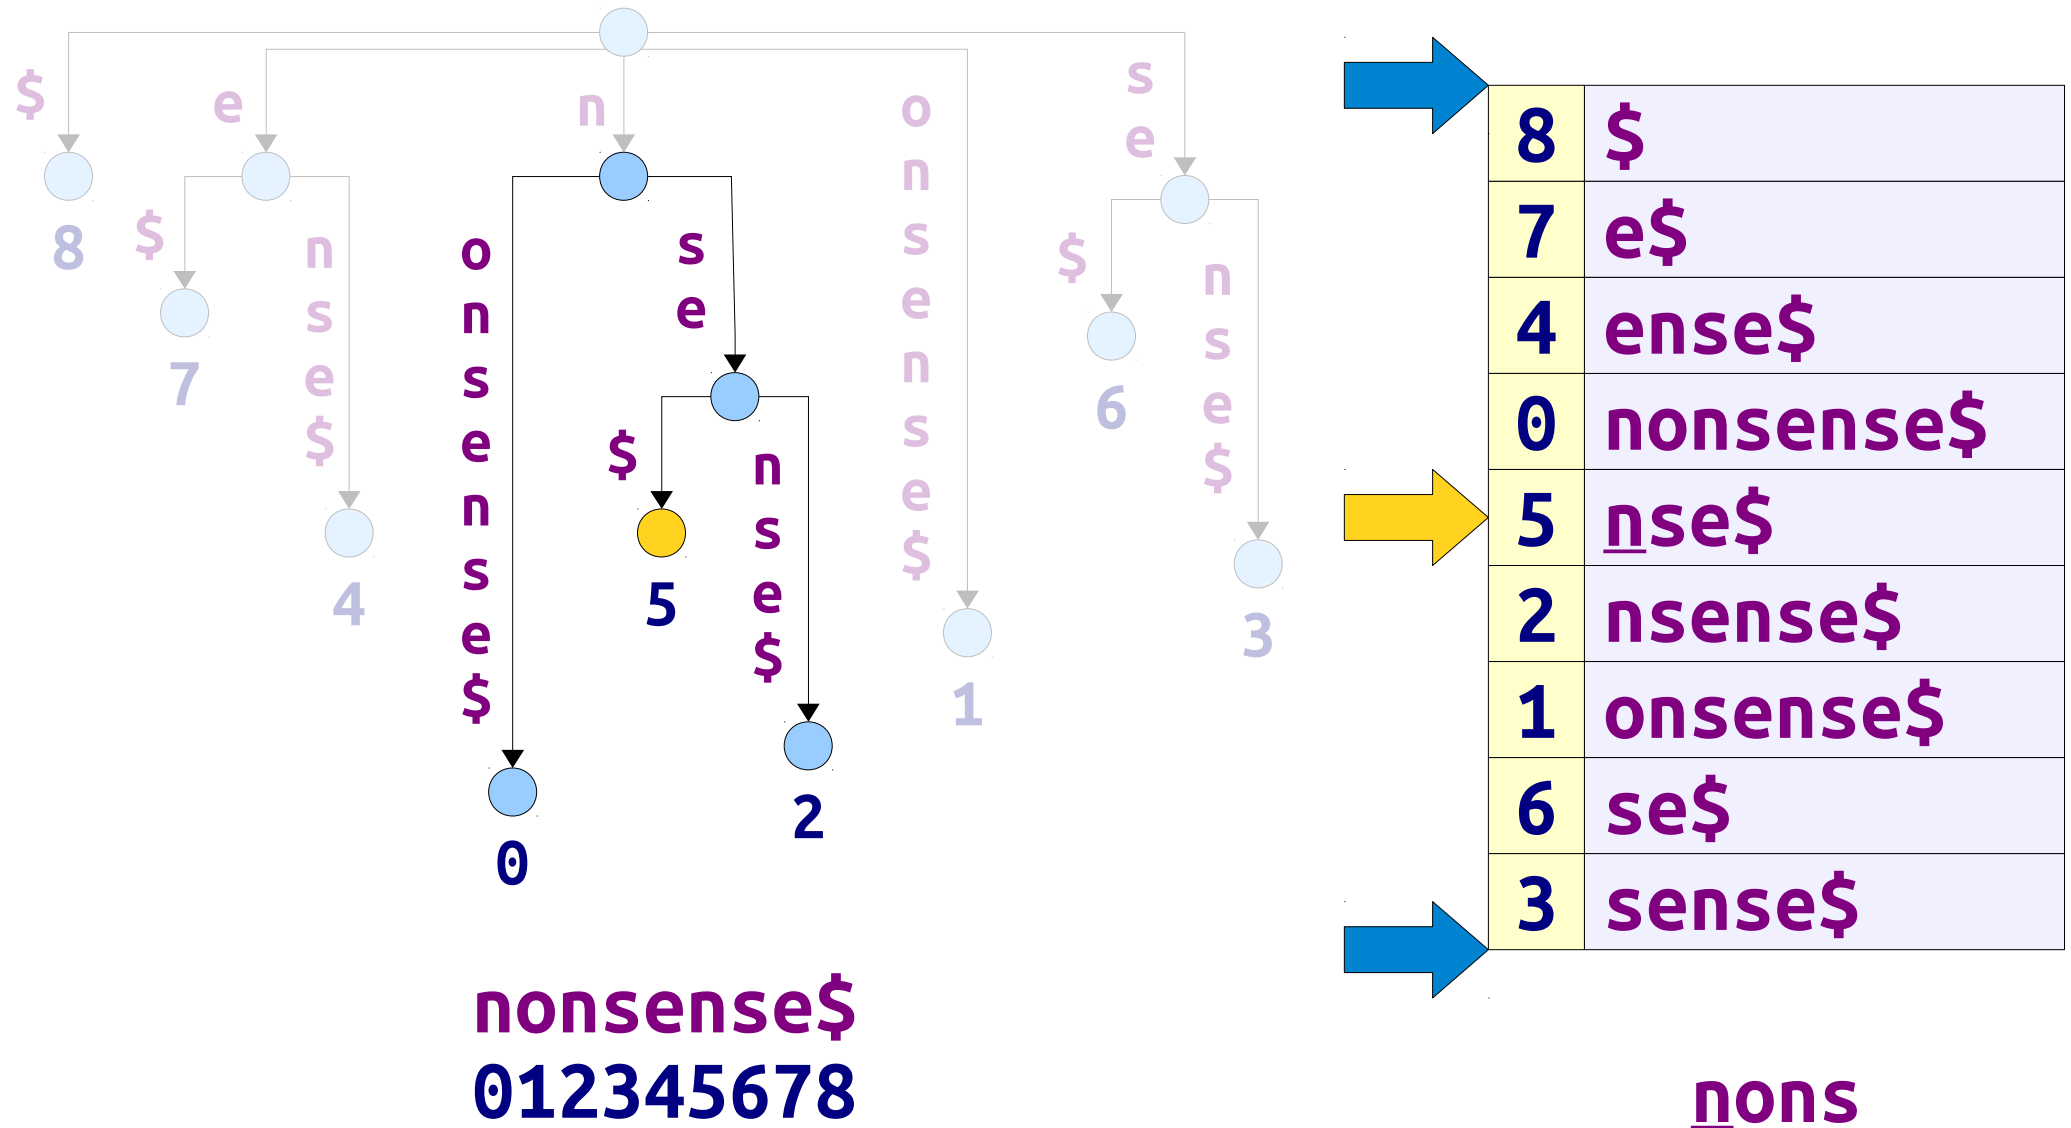 $
e
n
o
n
s
e
n
s
e
$
s
e
8
$
n
s
e
$
o
n
s
e
n
s
e
$
s
e
$
n
s
e
$
7
4
$
n
s
e
$
6
3
5
2
1
0
nonsense$
012345678
8 $
7 e$
4 ense$
0 nonsense$
5 nse$
2 nsense$
1 onsense$
6 se$
3 sense$
nons